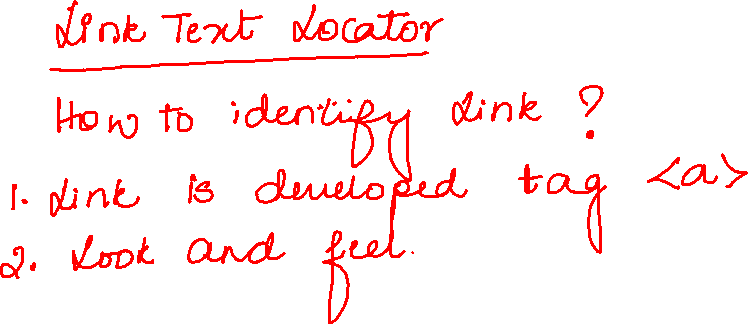 Link Text Locator
How to identify Link ?
1. Link is developed tag <a>
2. Look and feel.